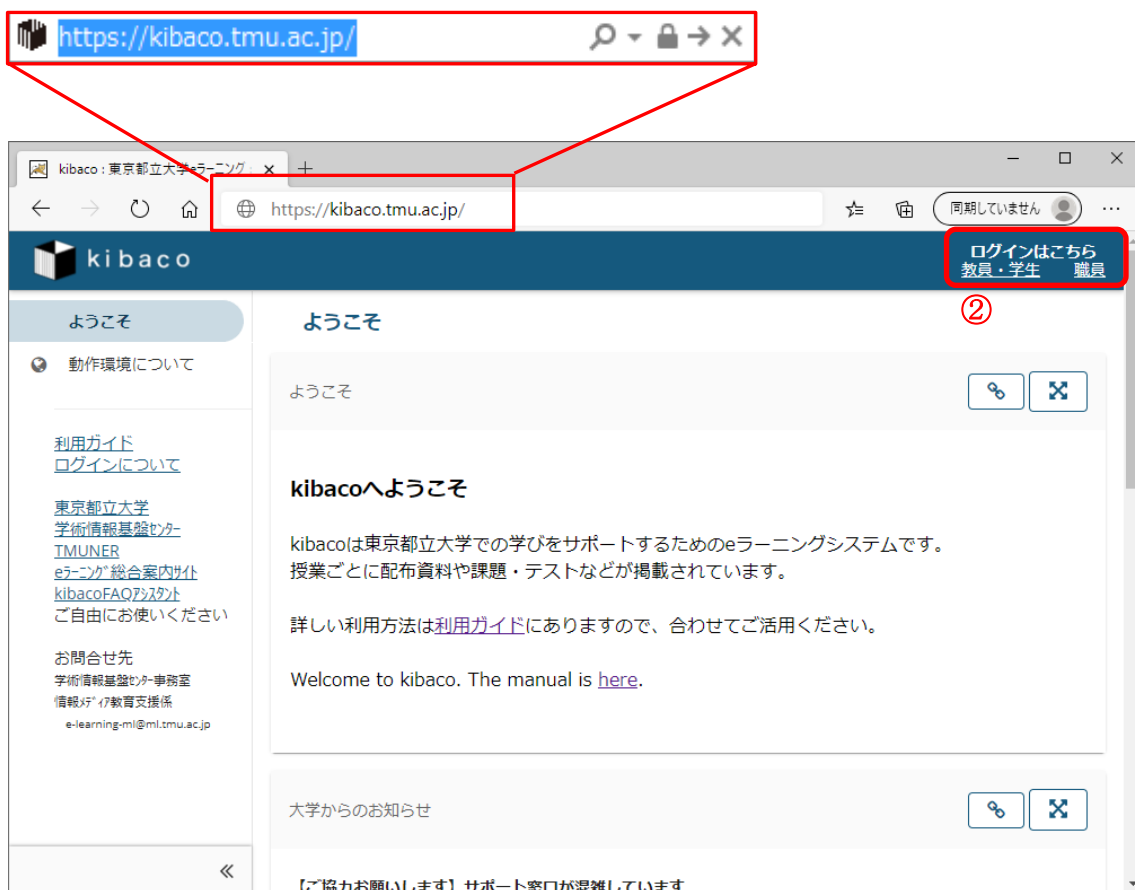 https://kibaco.tmu.ac.jp/
kibaco : 東京都立大学eラーニング
https://kibaco.tmu.ac.jp/
同期していません
kibaco
ログインはこちら
教員・学生 職員
②
ようこそ
動作環境について
利用ガイド
ログインについて
東京都立大学
学術情報基盤ｾﾝﾀｰ
TMUNER
eﾗｰﾆﾝｸﾞ総合案内ｻｲﾄ
kibacoFAQｱｼｽﾀﾝﾄ
ご自由にお使いください
お問合せ先
学術情報基盤ｾﾝﾀｰ事務室
情報ﾒﾃﾞｨｱ教育支援係
e-learning-ml@ml.tmu.ac.jp
ようこそ
ようこそ
kibacoへようこそ
kibacoは東京都立大学での学びをサポートするためのeラーニングシステムです。
授業ごとに配布資料や課題・テストなどが掲載されています。
詳しい利用方法は利用ガイドにありますので、合わせてご活用ください。
Welcome to kibaco. The manual is here.
大学からのお知らせ
【ご協力お願いします】サポート窓口が混雑しています